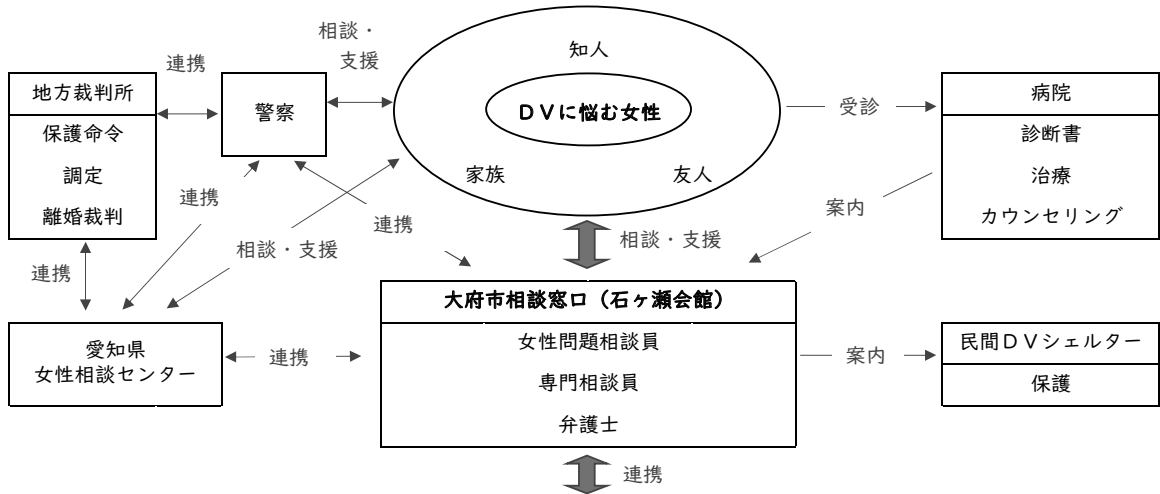 相談・
支援
知人
連携
地方裁判所
警察
DVに悩む女性
受診
病院
保護命令
診断書
調定
家族
友人
治療
連携
離婚裁判
連携
案内
カウンセリング
相談・支援
相談・支援
連携
大府市相談窓口(石ヶ瀬会館)
女性問題相談員
愛知県
女性相談センター
連携
案内
民間DVシェルター
専門相談員
保護
弁護士
連携